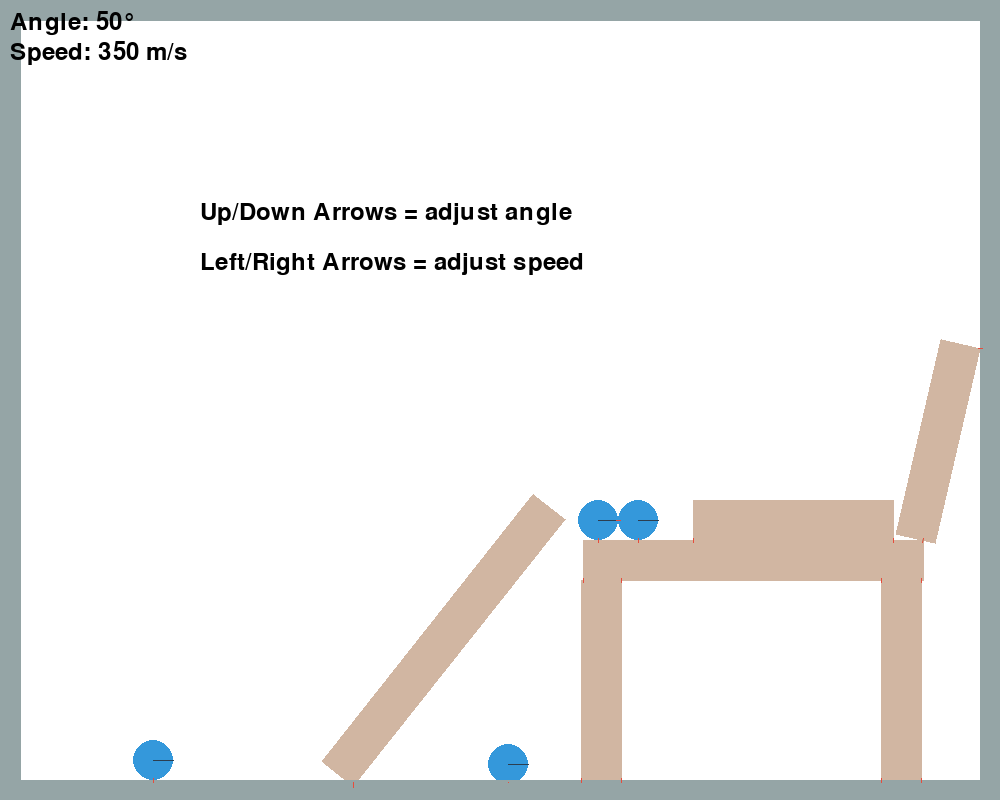 Angle: 50°
Speed: 350 m/s
Up/Down Arrows = adjust angle
Left/Right Arrows = adjust speed